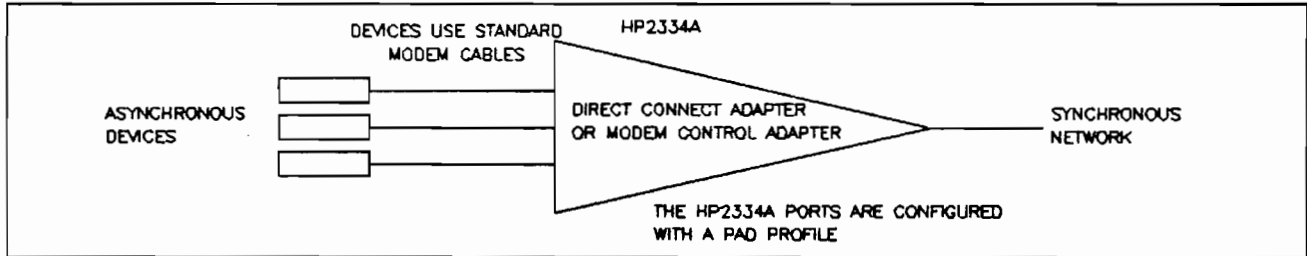 DEVICES USE STANDARD
MODEM CABLES
HP2334A
ASYNCHRONOUS
DEVICES
DIRECT CONNECT ADAPTER
OR MODEM CONTROL ADAPTER
SYNCHRONOUS
NETWORK
THE HP2334A PORTS ARE CONFIGURED
WITH A PAD PROFILE